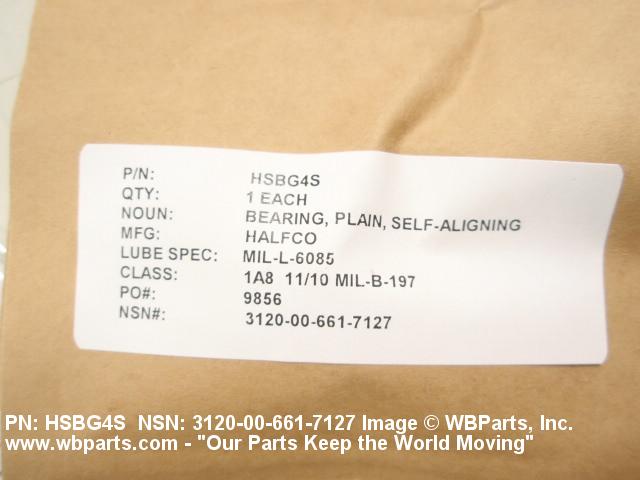 P/N: HSBG4S
QTY: 1 EACH
NOUN: BEARING, PLAIN, SELF-ALIGNING
MFG: HALFCO
LUBE SPEC: MIL-L-6085
CLASS: 1A8 11/10 MIL-B-197
PO#: 9856
NSN#: 3120-00-661-7127
PN: HSBG4S NSN: 3120-00-661-7127 Image © WBParts, Inc.
www.wbparts.com - "Our Parts Keep the World Moving"